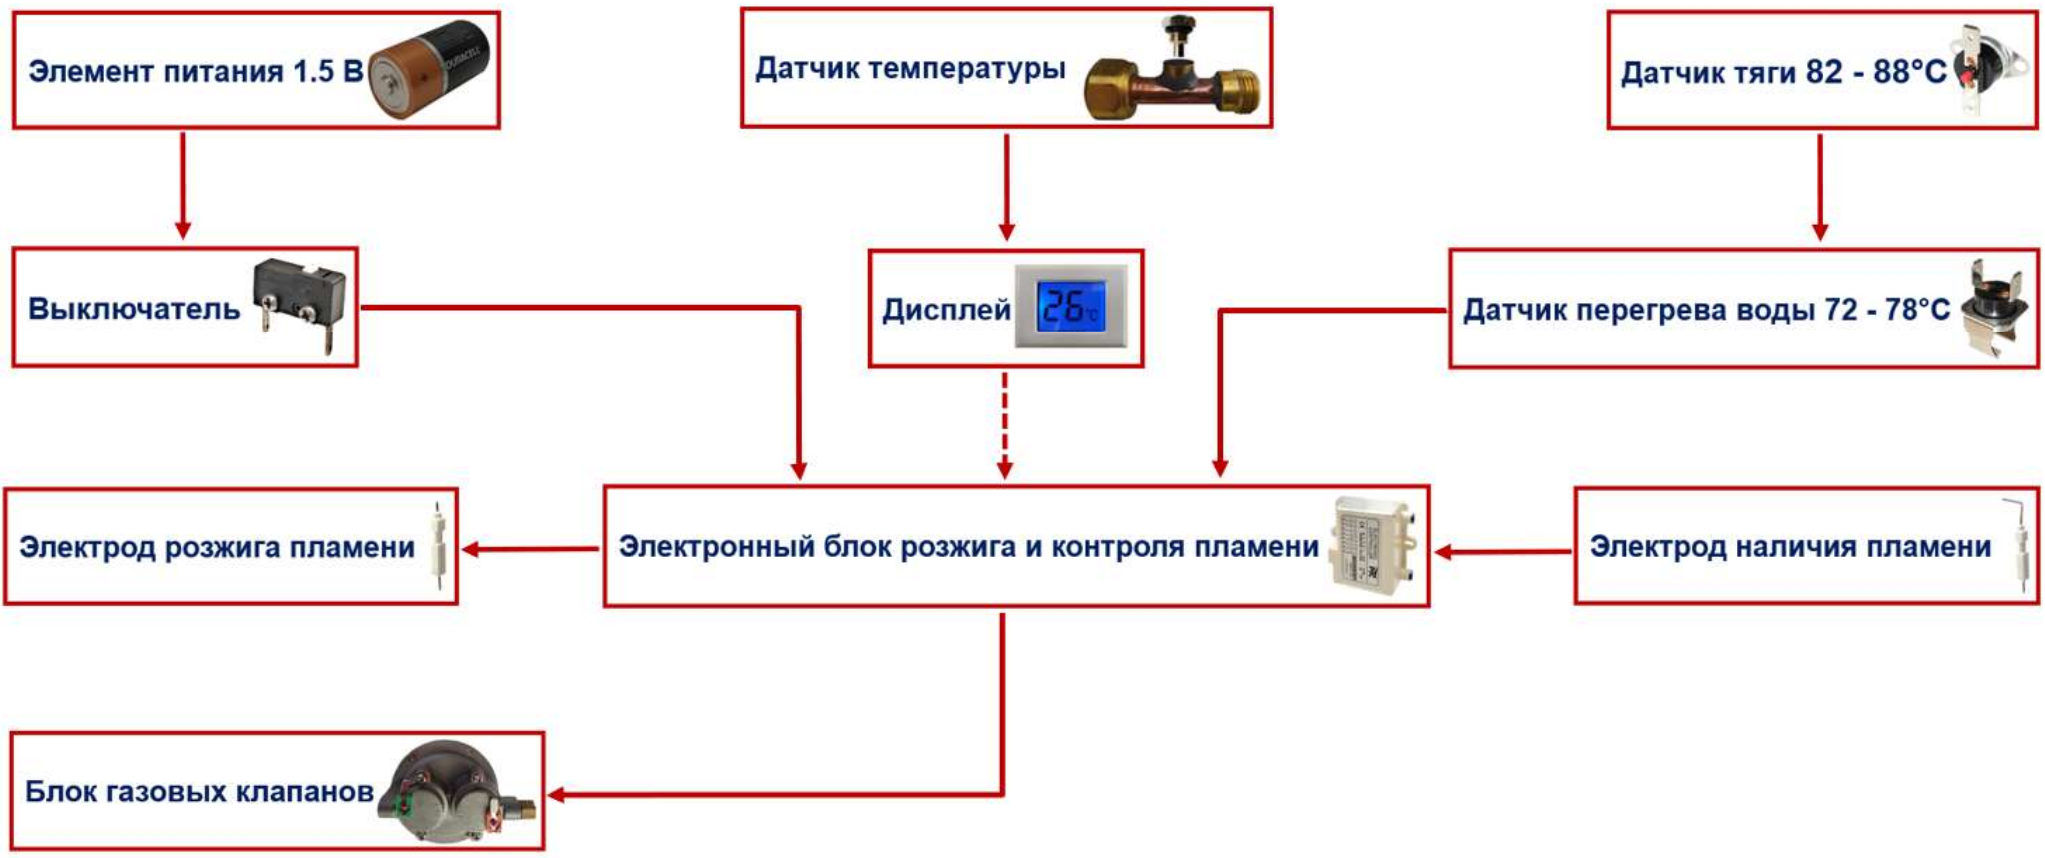 Элемент питания 1.5 В
DURACELL
Датчик температуры
Датчик тяги 82 - 88°C
Выключатель
Дисплей
26°C
Датчик перегрева воды 72 - 78°C
Электрод розжига пламени
Электронный блок розжига и контроля пламени
Электрод наличия пламени
Блок газовых клапанов